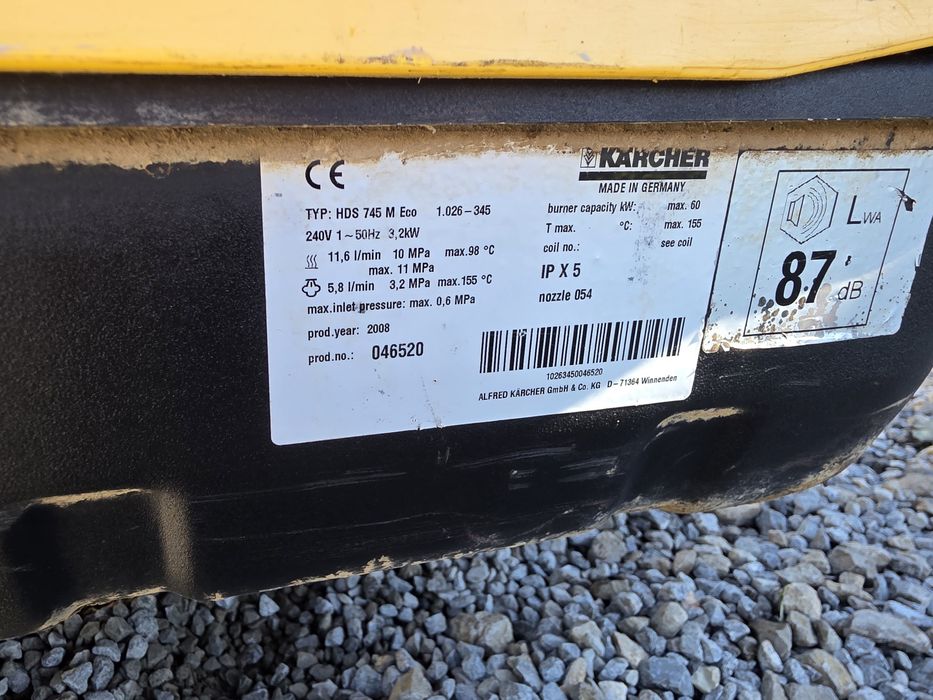 CE
KÄRCHER
MADE IN GERMANY
TYP: HDS 745 M Eco 1.026-345
240V 1~50Hz 3,2kW
11,6 l/min 10 MPa max.98 °C
max. 11 MPa
5,8 l/min 3,2 MPa max.155 °C
max.inlet pressure: max. 0,6 MPa
prod.year: 2008
prod.no.: 046520
burner capacity kW: max. 60
T max. °C: max. 155
coil no.: see coil
IP X 5
nozzle 054
10263450046520
ALFRED KÄRCHER GmbH & Co. KG D-71364 Winnenden
LWA
87 dB